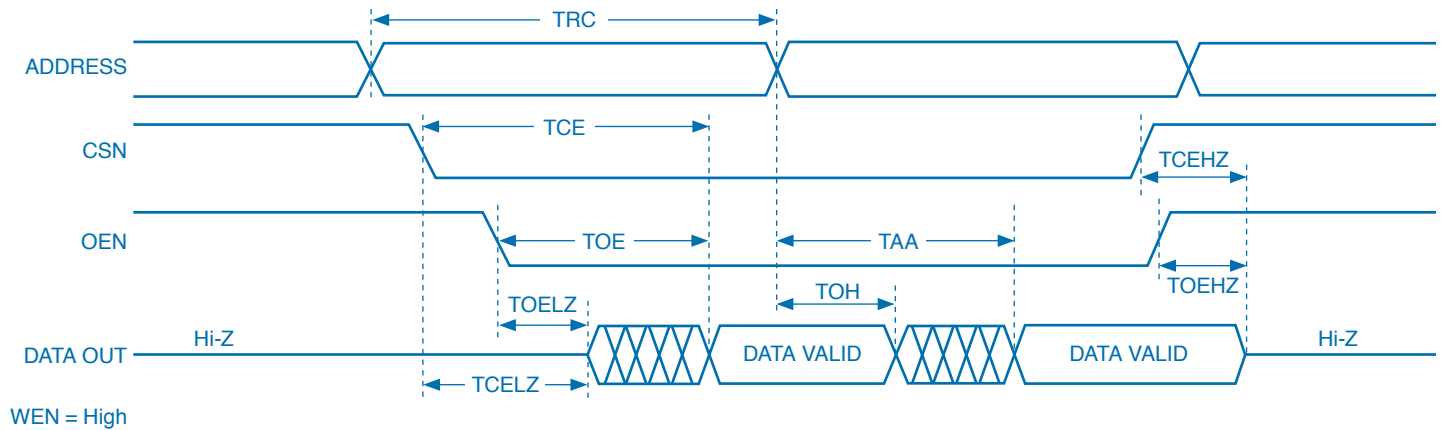 TRC
ADDRESS
TCE
CSN
TCEHZ
OEN
TOE
TAA
TOEHZ
TOELZ
TOH
Hi-Z
DATA OUT
DATA VALID
DATA VALID
Hi-Z
TCELZ
WEN = High